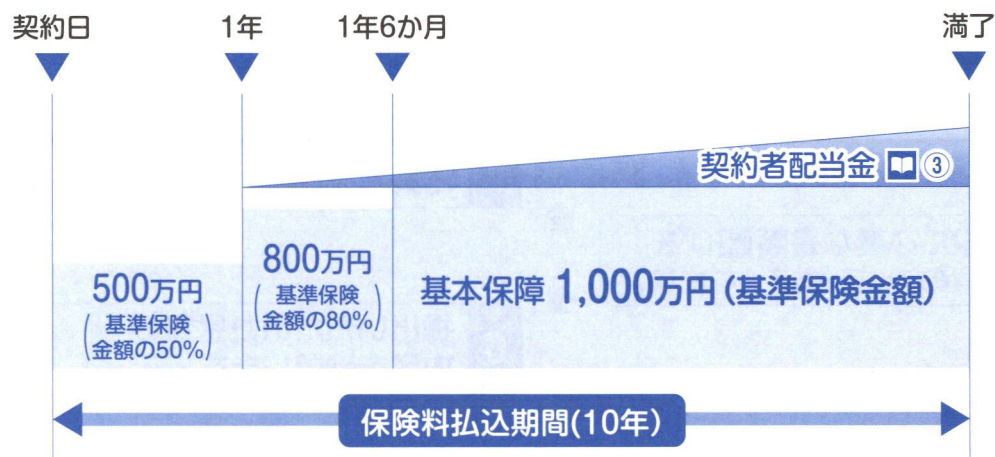 契約日
1年
1年6か月
満了
契約者配当金 ③
500万円
(基準保険
金額の50%)
800万円
(基準保険
金額の80%)
基本保障 1,000万円(基準保険金額)
保険料払込期間(10年)